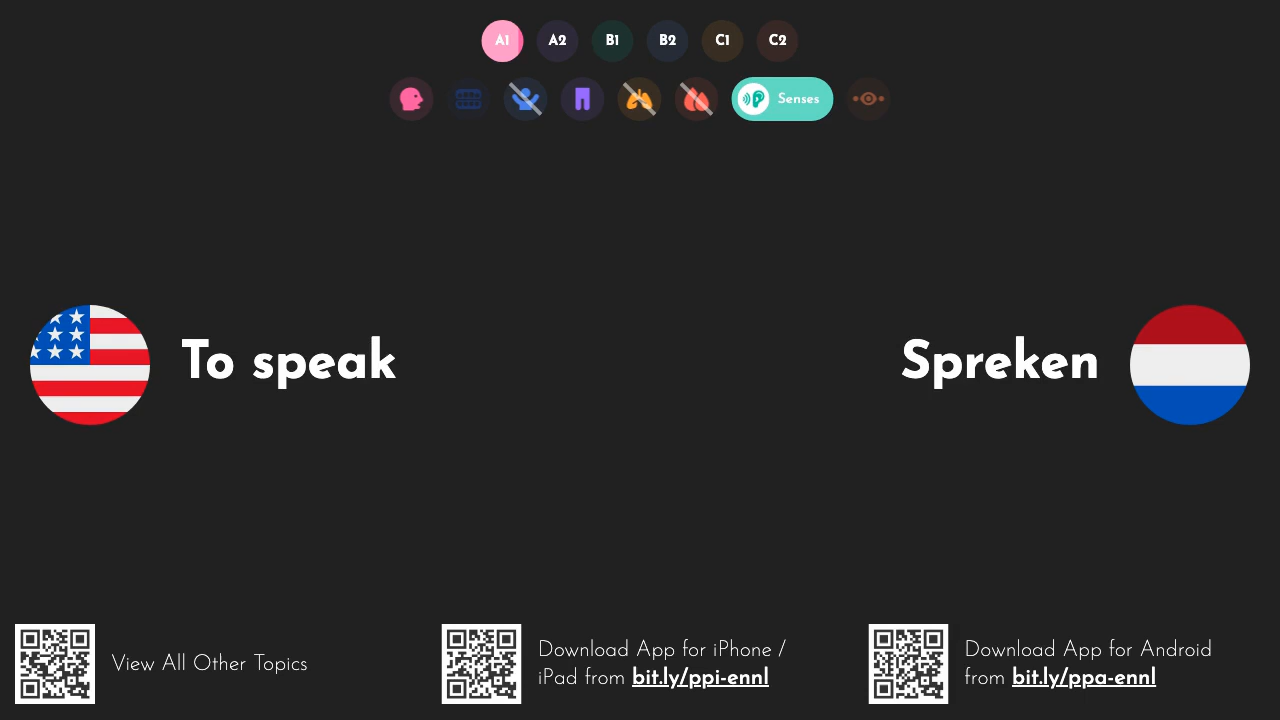 A1 A2 B1 B2 C1 C2
Senses
To speak
Spreken
View All Other Topics
Download App for iPhone /
iPad from bit.ly/ppi-ennl
Download App for Android
from bit.ly/ppa-ennl